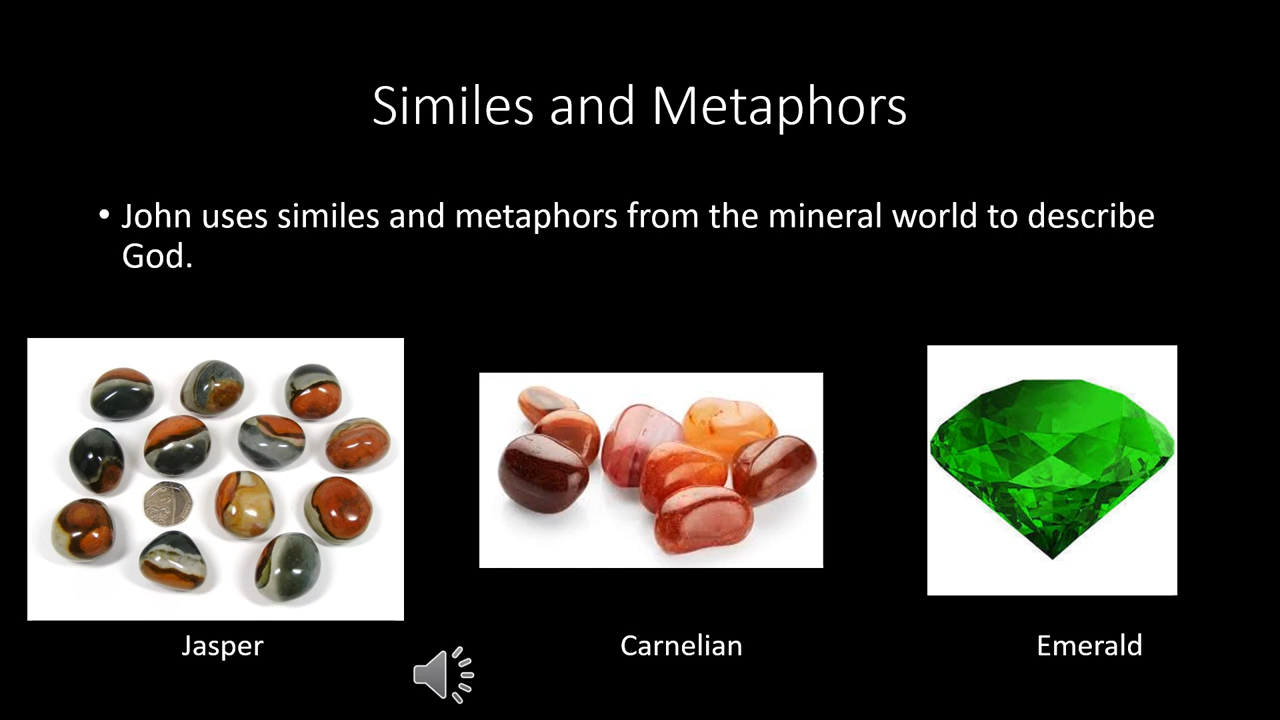 Similes and Metaphors
• John uses similes and metaphors from the mineral world to describe
God.
Jasper
Carnelian
Emerald